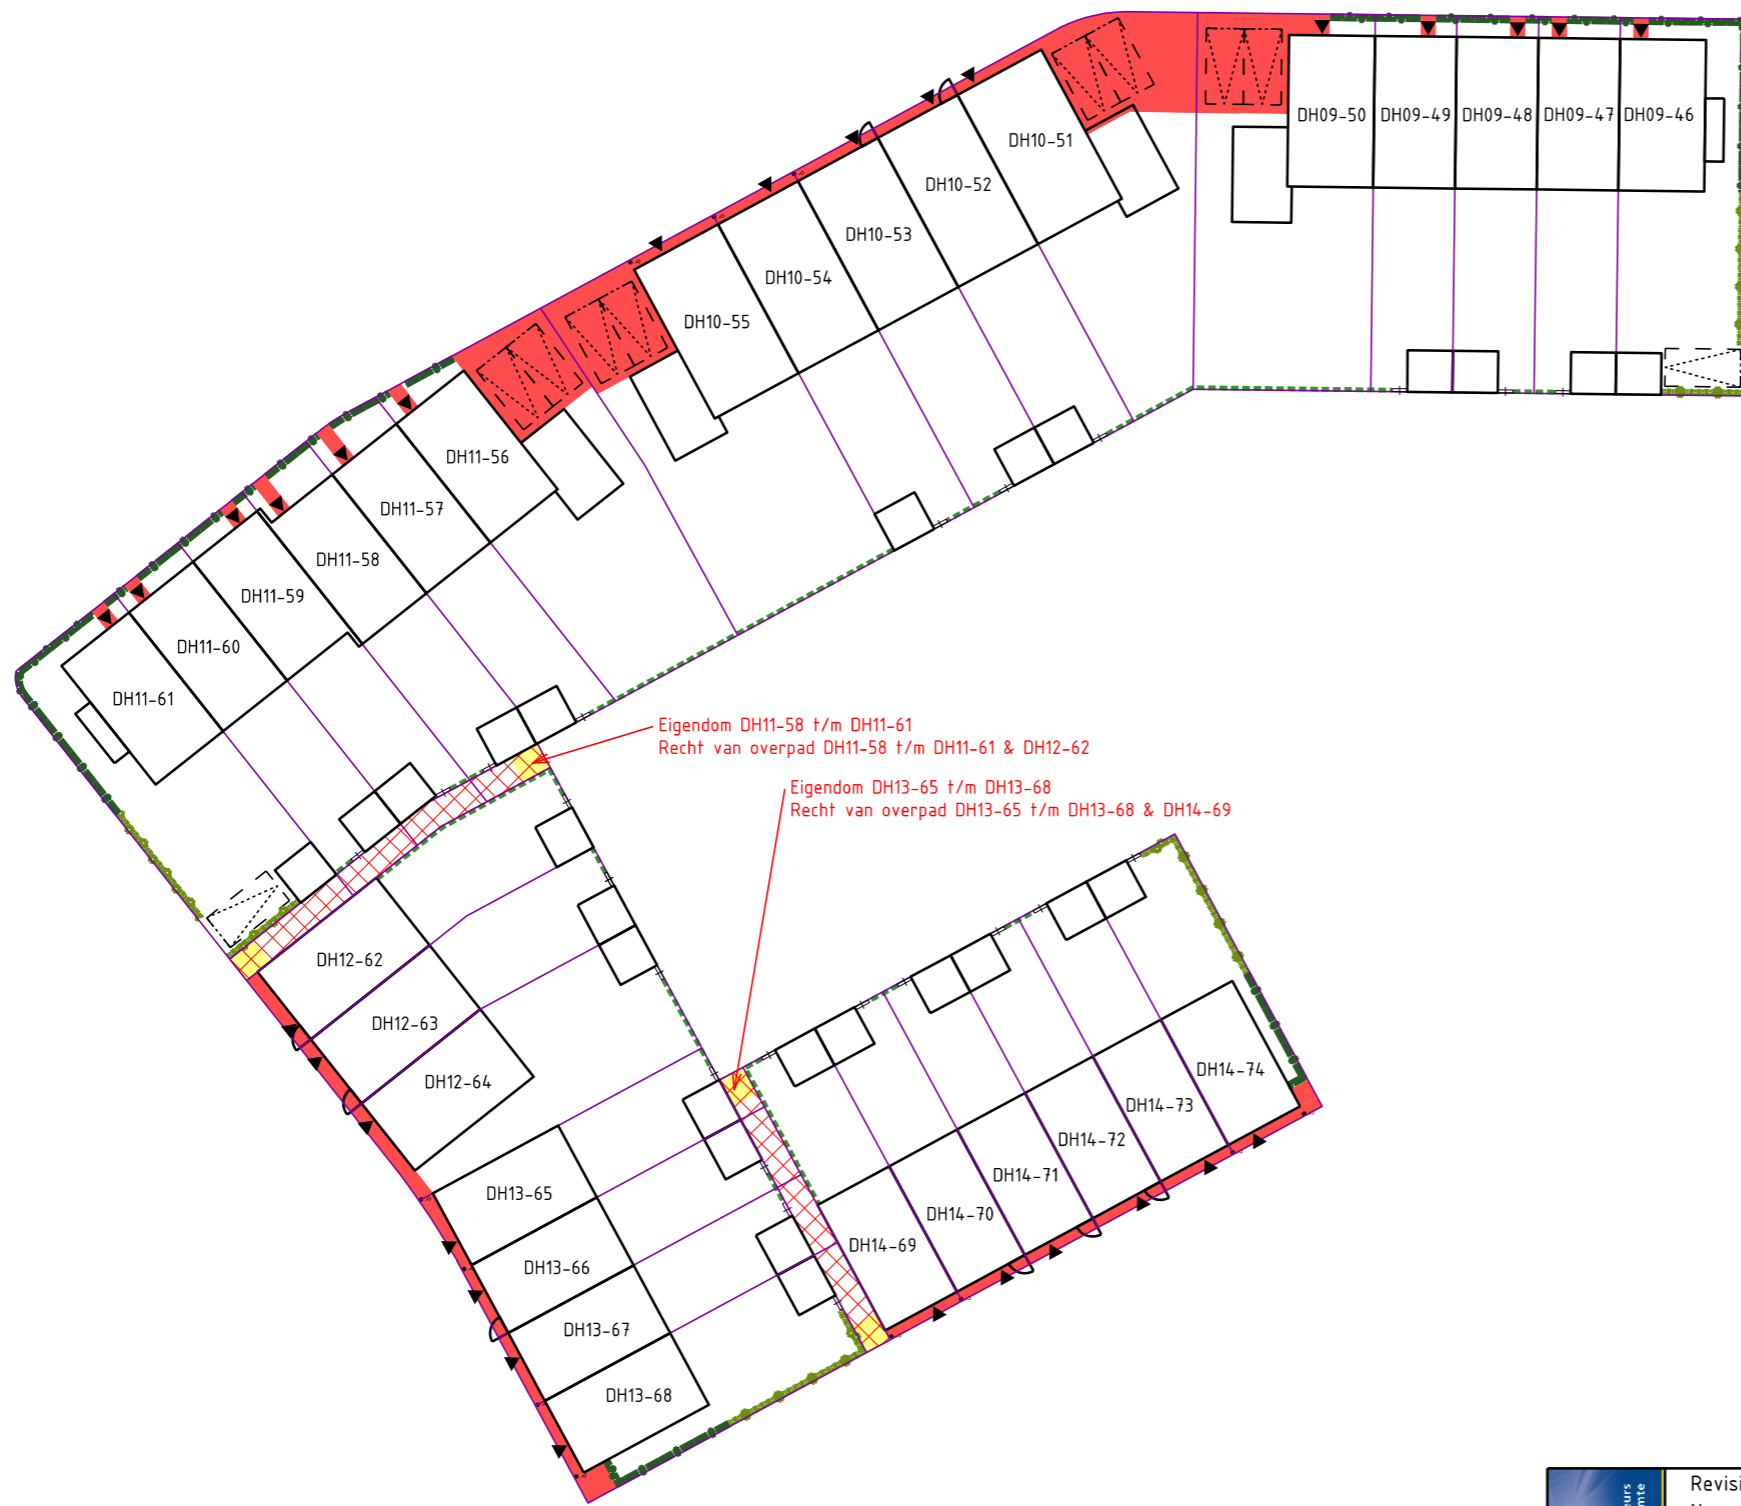 DH09-50
DH09-49
DH09-48
DH09-47
DH09-46
DH10-51
DH10-52
DH10-53
DH10-54
DH10-55
DH11-56
DH11-57
DH11-58
DH11-59
DH11-60
DH11-61
Eigendom DH11-58 t/m DH11-61
Recht van overpad DH11-58 t/m DH11-61 & DH12-62
Eigendom DH13-65 t/m DH13-68
Recht van overpad DH13-65 t/m DH13-68 & DH14-69
DH12-62
DH12-63
DH12-64
DH13-65
DH13-66
DH13-67
DH13-68
DH14-74
DH14-73
DH14-72
DH14-71
DH14-70
DH14-69
Revisi
eurs
mte